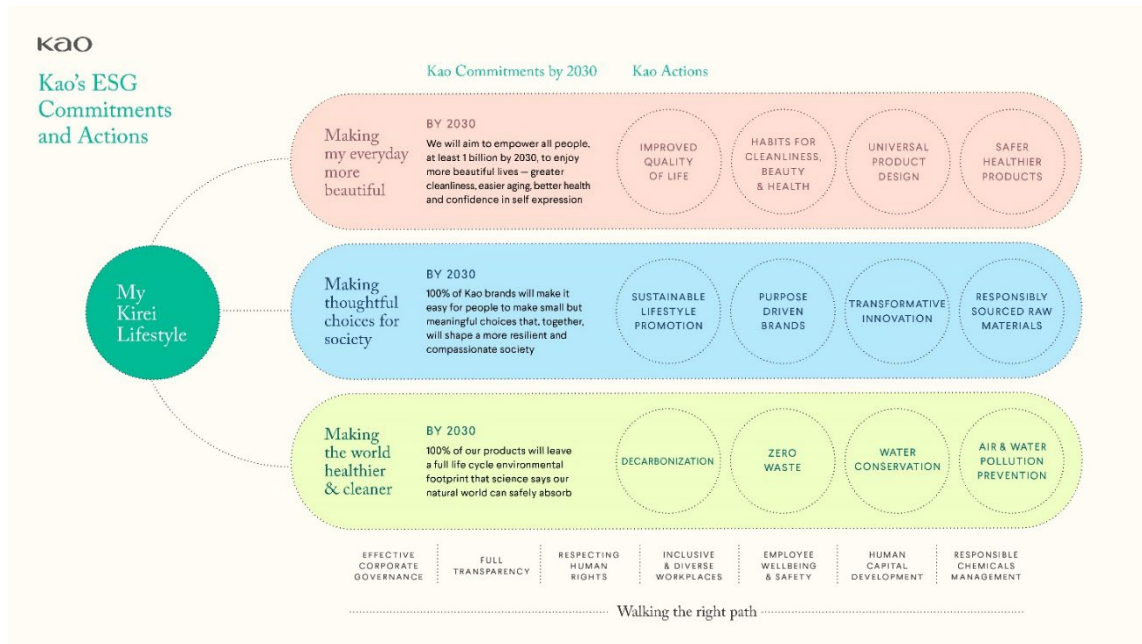 Kao
Kao's ESG
Commitments
and Actions
Kao Commitments by 2030
Kao Actions
My
Kirei
Lifestyle
Making
my everyday
more
beautiful
BY 2030
We will aim to empower all people,
at least 1 billion by 2030, to enjoy
more beautiful lives — greater
cleanliness, easier aging, better health
and confidence in self expression
IMPROVED
QUALITY
OF LIFE
HABITS FOR
CLEANLINESS,
BEAUTY
& HEALTH
UNIVERSAL
PRODUCT
DESIGN
SAFER
HEALTHIER
PRODUCTS
Making
thoughtful
choices for
society
BY 2030
100% of Kao brands will make it
easy for people to make small but
meaningful choices that, together,
will shape a more resilient and
compassionate society
SUSTAINABLE
LIFESTYLE
PROMOTION
PURPOSE
DRIVEN
BRANDS
TRANSFORMATIVE
INNOVATION
RESPONSIBLY
SOURCED RAW
MATERIALS
Making
the world
healthier
& cleaner
BY 2030
100% of our products will leave
a full life cycle environmental
footprint that science says our
natural world can safely absorb
DECARBONIZATION
ZERO
WASTE
WATER
CONSERVATION
AIR & WATER
POLLUTION
PREVENTION
EFFECTIVE
CORPORATE
GOVERNANCE
FULL
TRANSPARENCY
RESPECTING
HUMAN
RIGHTS
INCLUSIVE
& DIVERSE
WORKPLACES
EMPLOYEE
WELLBEING
& SAFETY
HUMAN
CAPITAL
DEVELOPMENT
RESPONSIBLE
CHEMICALS
MANAGEMENT
Walking the right path